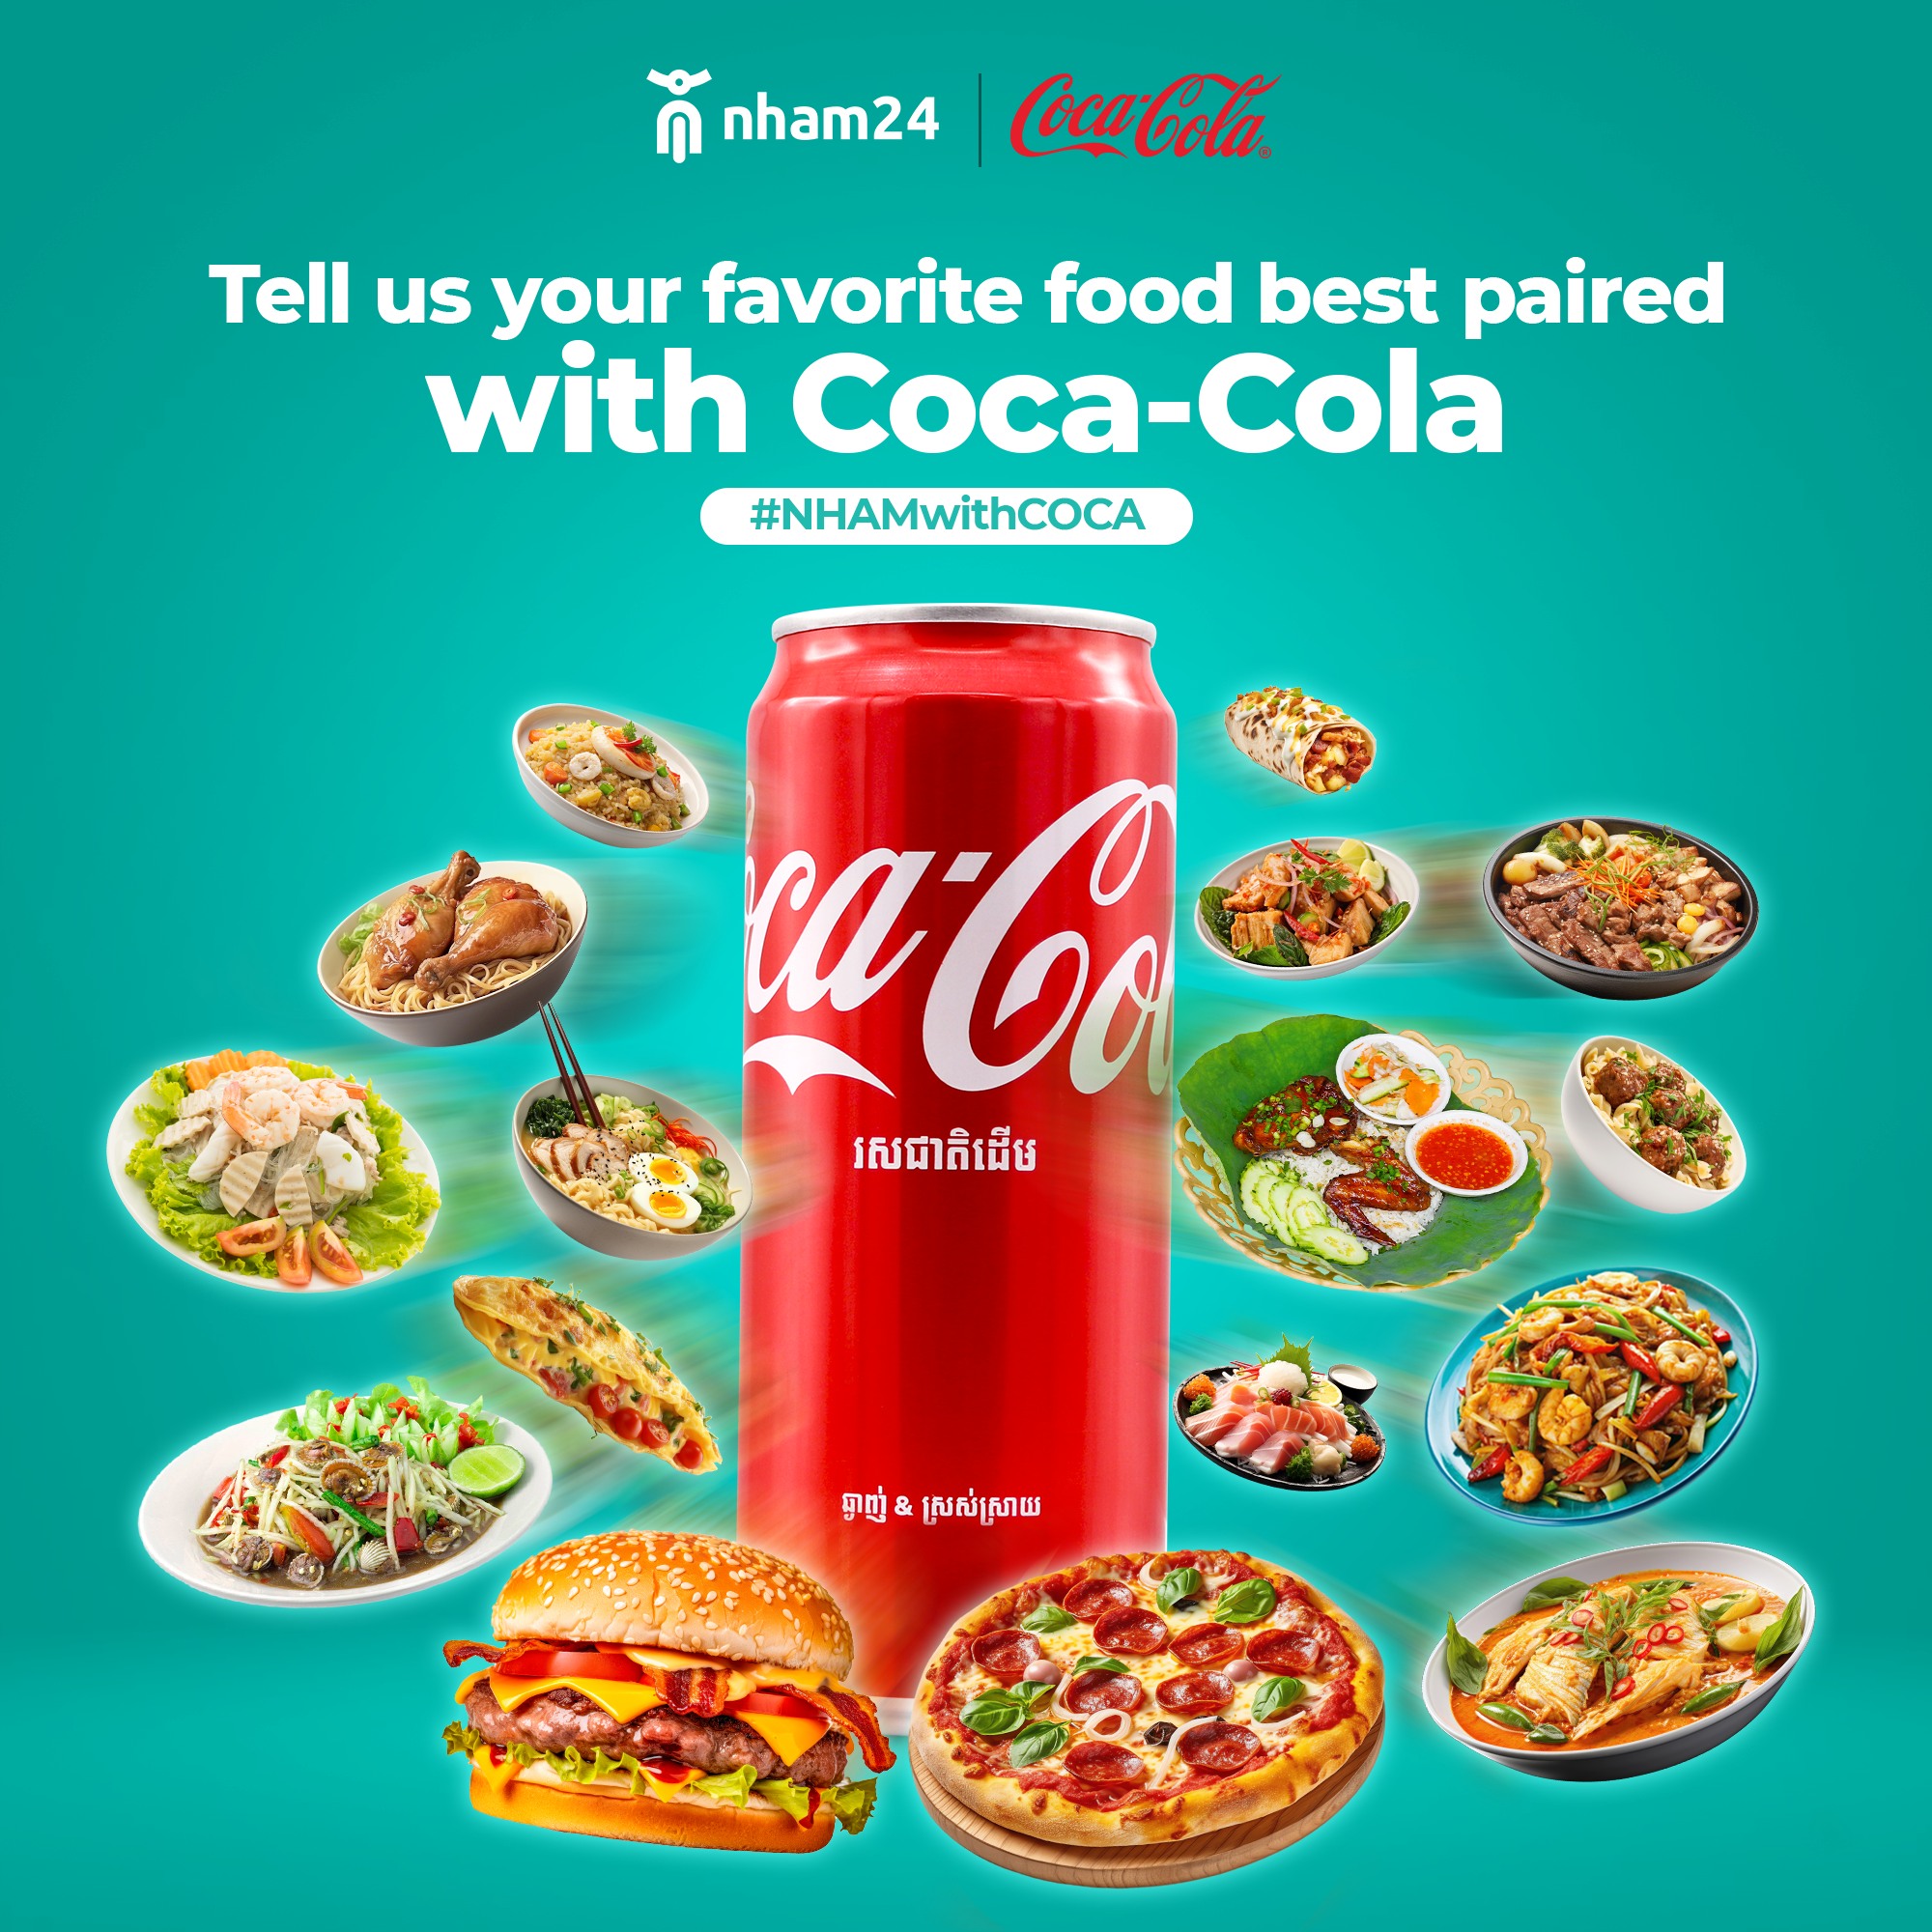 nham24
Coca-Cola®
Tell us your favorite food best paired
with Coca-Cola
#NHAMwithCOCA
oca-Col
រសជាតិដើម
ឆ្ងាញ់ & ស្រស់ស្រាយ